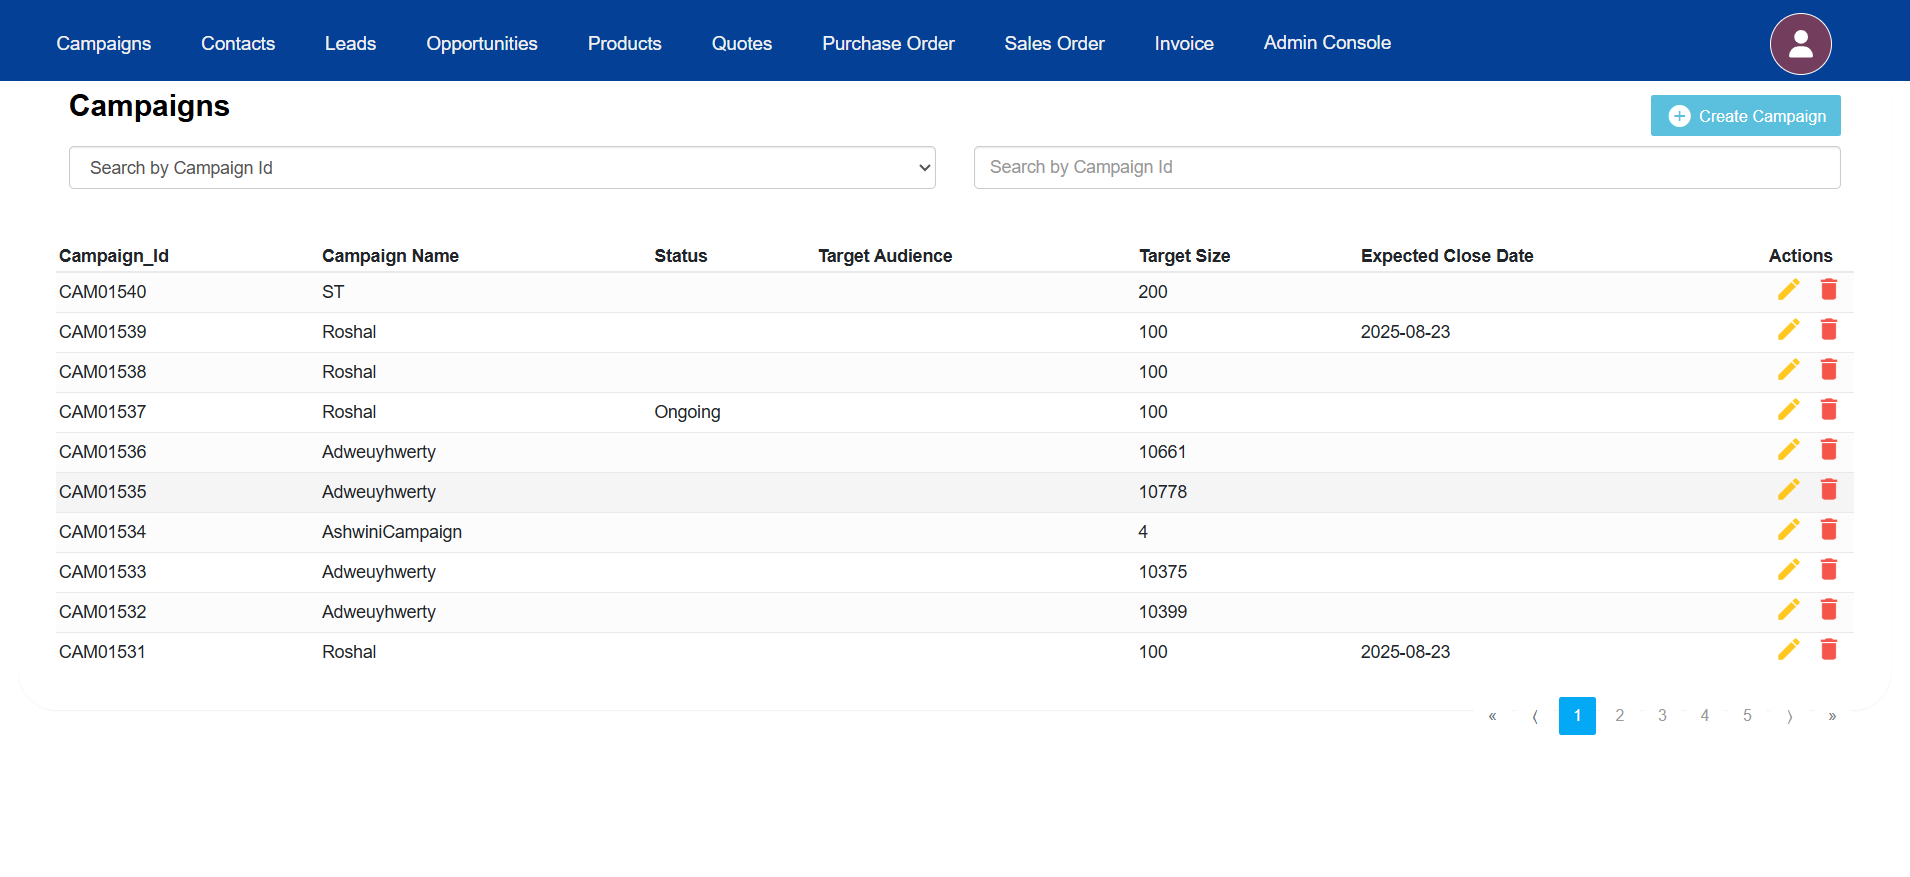 Campaigns Contacts Leads Opportunities Products Quotes Purchase Order Sales Order Invoice Admin Console
Campaigns
Create Campaign
Search by Campaign Id Search by Campaign Id
Campaign_Id Campaign Name Status Target Audience Target Size Expected Close Date Actions
CAM01540 ST 200
CAM01539 Roshal 100 2025-08-23
CAM01538 Roshal 100
CAM01537 Roshal Ongoing 100
CAM01536 Adweuyhwerty 10661
CAM01535 Adweuyhwerty 10778
CAM01534 AshwiniCampaign 4
CAM01533 Adweuyhwerty 10375
CAM01532 Adweuyhwerty 10399
CAM01531 Roshal 100 2025-08-23
« ⟨ 1 2 3 4 5 ⟩ »